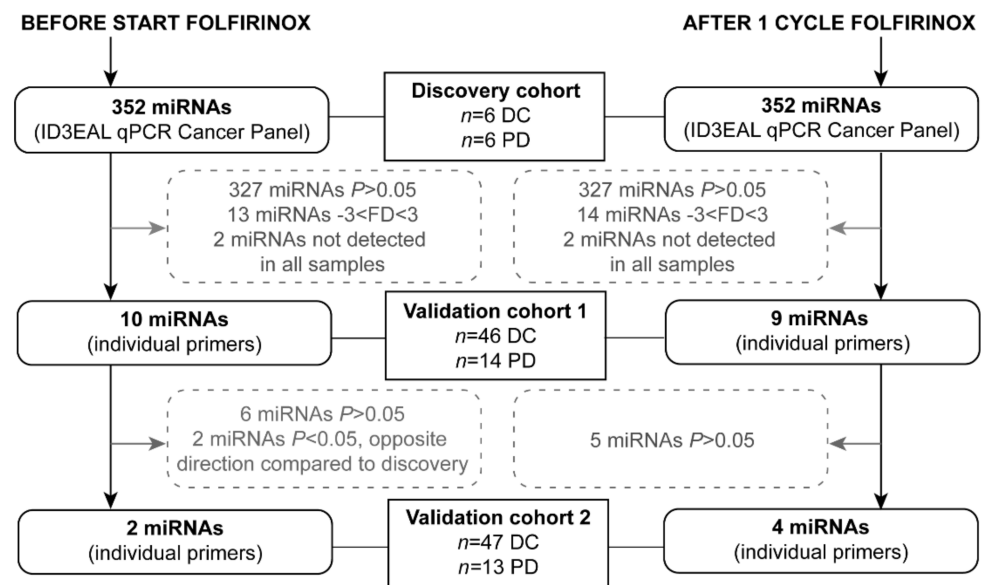 BEFORE START FOLFIRINOX
AFTER 1 CYCLE FOLFIRINOX
352 miRNAs
(ID3EAL qPCR Cancer Panel)
Discovery cohort
n=6 DC
n=6 PD
352 miRNAs
(ID3EAL qPCR Cancer Panel)
327 miRNAs P>0.05
13 miRNAs -3<FD<3
2 miRNAs not detected
in all samples
327 miRNAs P>0.05
14 miRNAs -3<FD<3
2 miRNAs not detected
in all samples
10 miRNAs
(individual primers)
Validation cohort 1
n=46 DC
n=14 PD
9 miRNAs
(individual primers)
6 miRNAs P>0.05
2 miRNAs P<0.05, opposite
direction compared to discovery
5 miRNAs P>0.05
2 miRNAs
(individual primers)
Validation cohort 2
n=47 DC
n=13 PD
4 miRNAs
(individual primers)